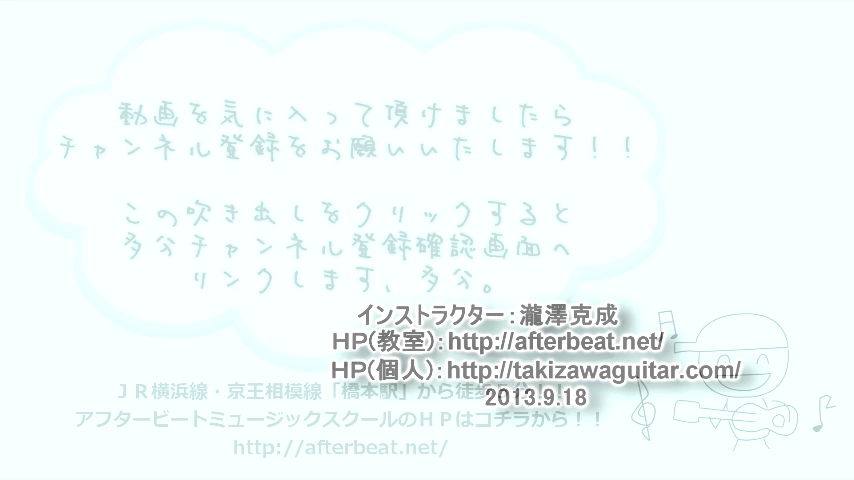 動画を気に入って頂けましたら
チャンネル登録をお願いいたします！！
この吹き出しをクリックすると
多分チャンネル登録確認画面へ
リンクします、多分。
インストラクター：瀧澤克成
HP(教室)：http://afterbeat.net/
HP(個人)：http://takizawaguitar.com/
2013.9.18
ＪＲ横浜線・京王相模線「橋本駅」から徒歩5分！！
アフタービートミュージックスクールのＨＰはコチラから！！
http://afterbeat.net/